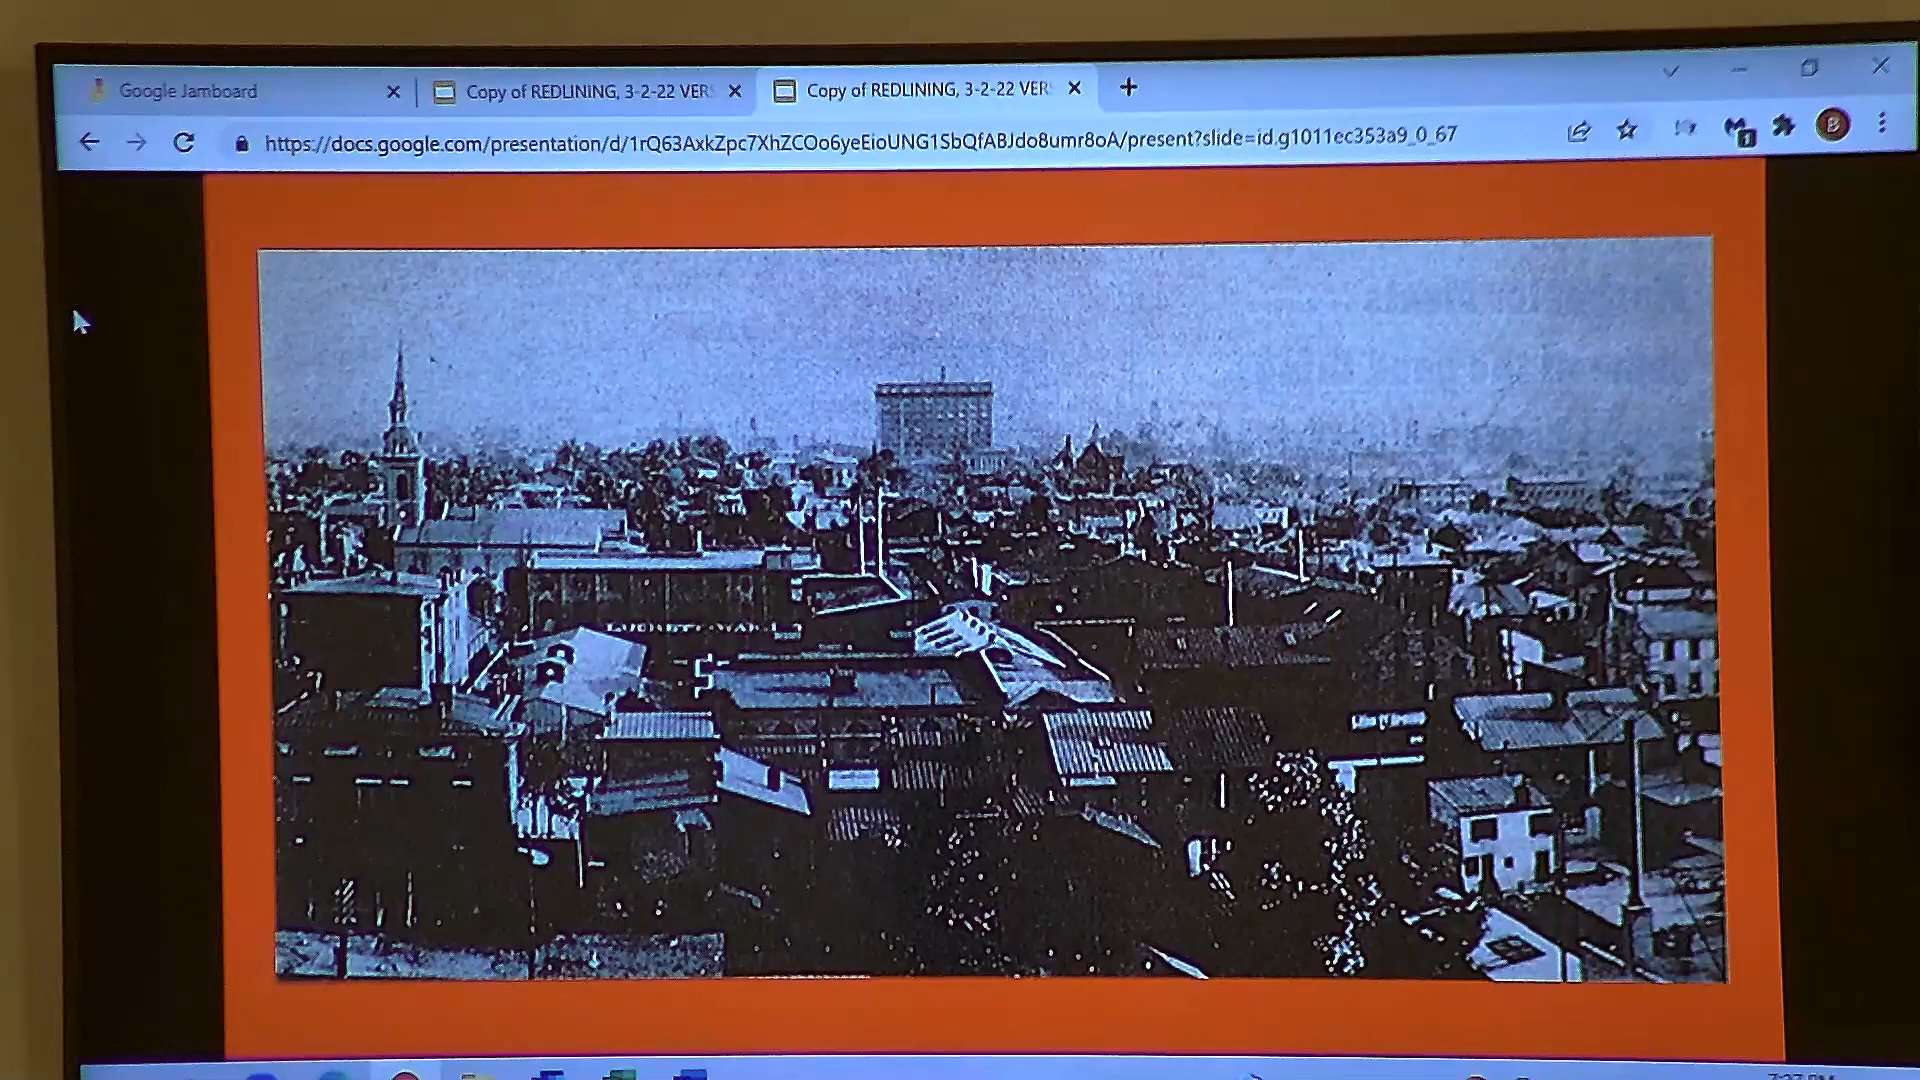 Google Jamboard
Copy of REDLINING, 3-2-22 VERS
Copy of REDLINING, 3-2-22 VER
https://docs.google.com/presentation/d/1rQ63AxkZpc7XhZCOo6yeEioUNG1SbQfABJdo8umr8oA/present?slide=id.g1011ec353a9_0_67
B